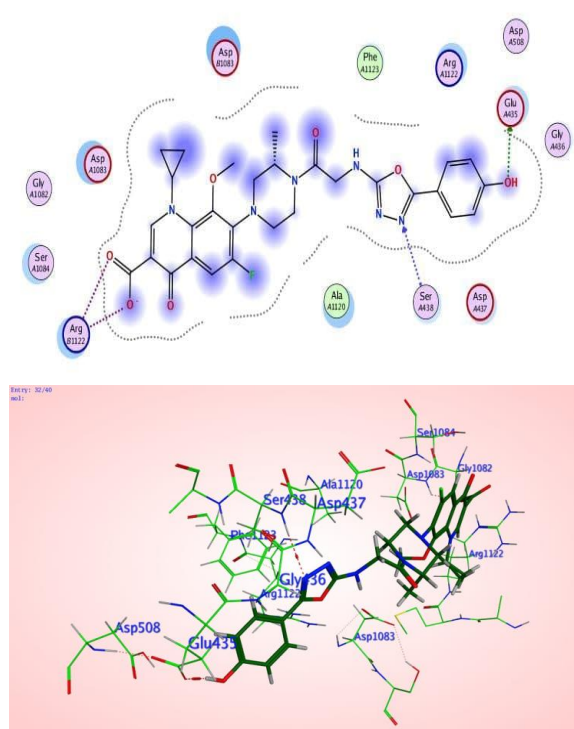 Asp
A508
Asp
B1083
Phe
A1123
Arg
A1122
Glu
A435
Gly
A436
Asp
A1083
Gly
A1082
Ser
A1084
Arg
B1122
Ala
A1120
Ser
A438
Asp
A437
O
H
N
O
O
N
N
N
O
N
N
OH
O
O-
O
F
Entry: 32/40
mol:
Ser1084
Ala1120
Asp1083
Gly1082
Ser438
Asp437
Phe1123
Arg1122
Gly436
Arg1122
Asp508
Glu435
Asp1083